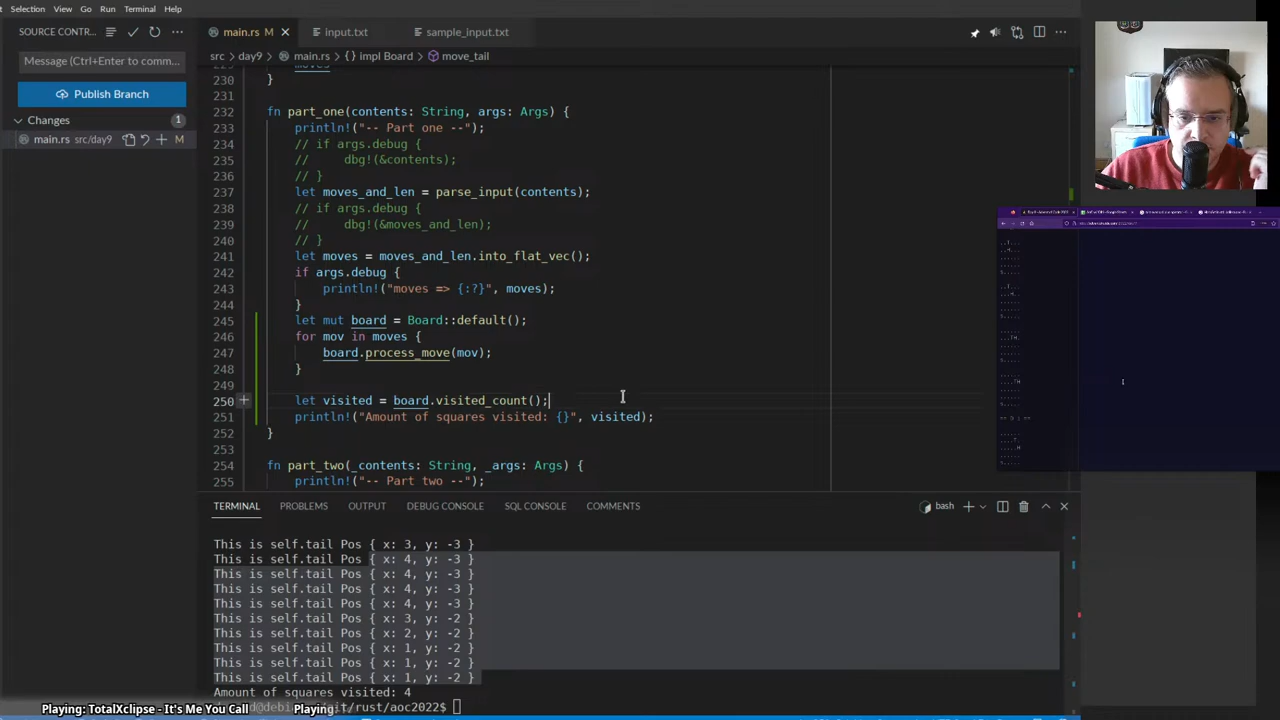 Selection View Go Run Terminal Help
SOURCE CONTR...
main.rs M
input.txt
sample_input.txt
src > day9 > main.rs > {} impl Board > move_tail
Message (Ctrl+Enter to comm...
Publish Branch
Changes 1
main.rs src/day9 M
moves
230 }
231
232 fn part_one(contents: String, args: Args) {
233 println!("-- Part one --");
234 // if args.debug {
235 // dbg!(&contents);
236 // }
237 let moves_and_len = parse_input(contents);
238 // if args.debug {
239 // dbg!(&moves_and_len);
240 // }
241 let moves = moves_and_len.into_flat_vec();
242 if args.debug {
243 println!("moves => {:?}", moves);
244 }
245 let mut board = Board::default();
246 for mov in moves {
247 board.process_move(mov);
248 }
249
250 let visited = board.visited_count();
251 println!("Amount of squares visited: {}", visited);
252 }
253
254 fn part_two(_contents: String, _args: Args) {
255 println!("-- Part two --");
TERMINAL PROBLEMS OUTPUT DEBUG CONSOLE SQL CONSOLE COMMENTS
bash
This is self.tail Pos { x: 3, y: -3 }
This is self.tail Pos { x: 4, y: -3 }
This is self.tail Pos { x: 4, y: -3 }
This is self.tail Pos { x: 4, y: -3 }
This is self.tail Pos { x: 4, y: -3 }
This is self.tail Pos { x: 3, y: -2 }
This is self.tail Pos { x: 2, y: -2 }
This is self.tail Pos { x: 1, y: -2 }
This is self.tail Pos { x: 1, y: -2 }
This is self.tail Pos { x: 1, y: -2 }
Amount of squares visited: 4
/rust/aoc2022$
Playing: TotalXclipse - It's Me You Call
Playing: